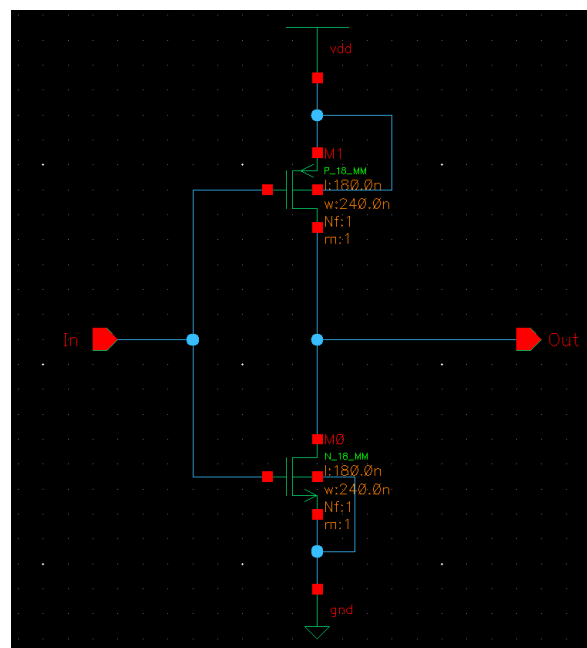 vdd
M1
P_18_MM
l:180.0n
w:240.0n
Nf:1
m:1
In
Out
M0
N_18_MM
l:180.0n
w:240.0n
Nf:1
m:1
gnd